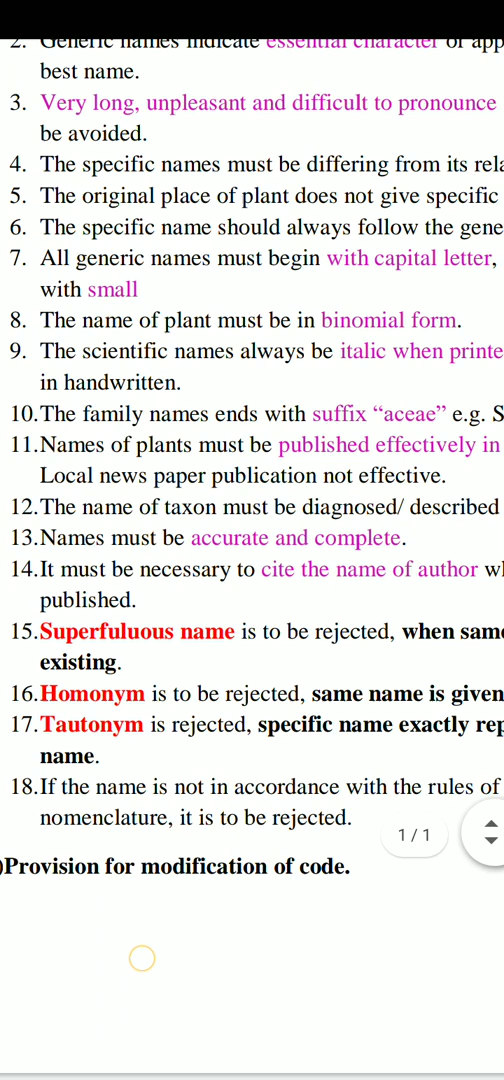 2. Generic names indicate essential character or app
best name.
3. Very long, unpleasant and difficult to pronounce
be avoided.
4. The specific names must be differing from its rela
5. The original place of plant does not give specific
6. The specific name should always follow the gene
7. All generic names must begin with capital letter,
with small
8. The name of plant must be in binomial form.
9. The scientific names always be italic when printe
in handwritten.
10.The family names ends with suffix “aceae” e.g. S
11.Names of plants must be published effectively in
Local news paper publication not effective.
12.The name of taxon must be diagnosed/ described
13.Names must be accurate and complete.
14.It must be necessary to cite the name of author w
published.
15.Superfuluous name is to be rejected, when same
existing.
16.Homonym is to be rejected, same name is given
17.Tautonym is rejected, specific name exactly rep
name.
18.If the name is not in accordance with the rules of
nomenclature, it is to be rejected.
1 / 1
)Provision for modification of code.